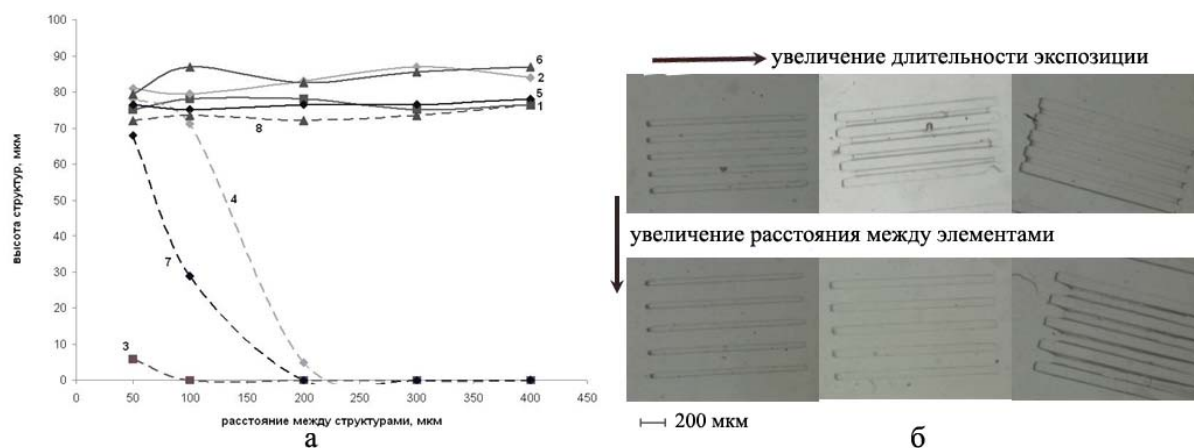 100
90
80
70
60
50
40
30
20
10
0
высота структур, мкм
0 50 100 150 200 250 300 350 400 450
расстояние между структурами, мкм
6
2
5
1
8
4
7
3
а
увеличение длительности экспозиции
увеличение расстояния между элементами
200 мкм
б